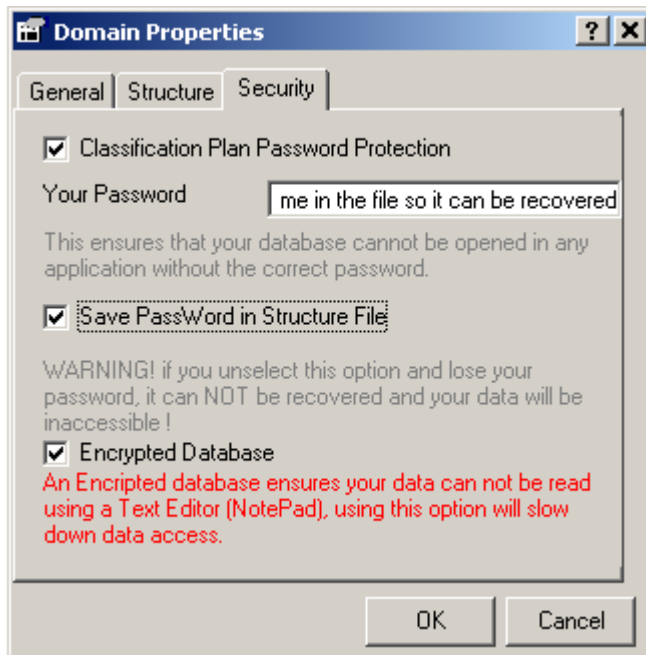 Domain Properties
General Structure Security
Classification Plan Password Protection
Your Password me in the file so it can be recovered
This ensures that your database cannot be opened in any
application without the correct password.
Save PassWord in Structure File
WARNING! if you unselect this option and lose your
password, it can NOT be recovered and your data will be
inaccessible !
Encrypted Database
An Encripted database ensures your data can not be read
using a Text Editor (NotePad), using this option will slow
down data access.
OK Cancel